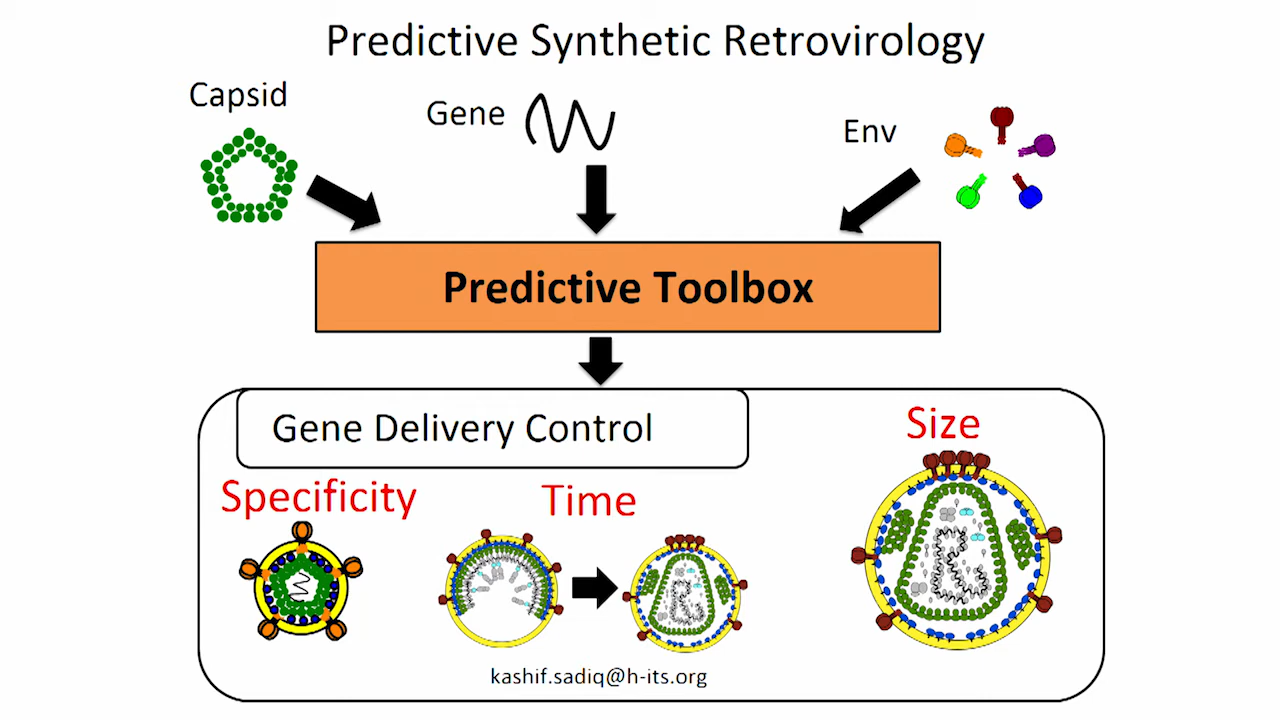 Predictive Synthetic Retrovirology
Capsid
Gene
Env
Predictive Toolbox
Gene Delivery Control
Size
Specificity
Time
kashif.sadiq@h-its.org